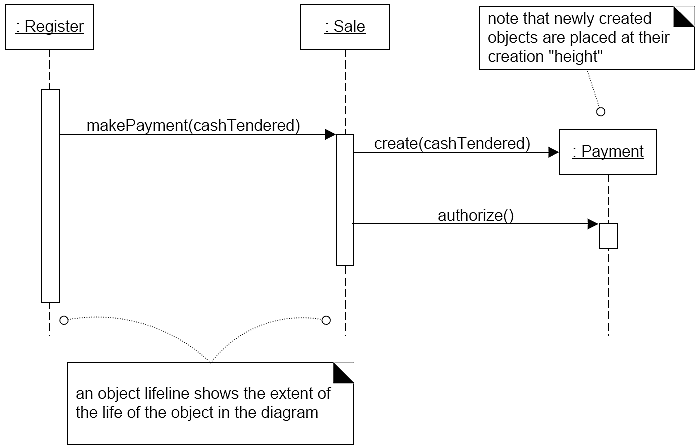 : Register
: Sale
note that newly created
objects are placed at their
creation "height"
makePayment(cashTendered)
create(cashTendered)
: Payment
authorize()
an object lifeline shows the extent of
the life of the object in the diagram